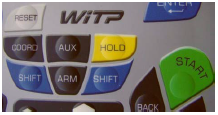 RESET WiTP ENTER
COORD AUX HOLD
SHIFT ARM SHIFT
START
BACK